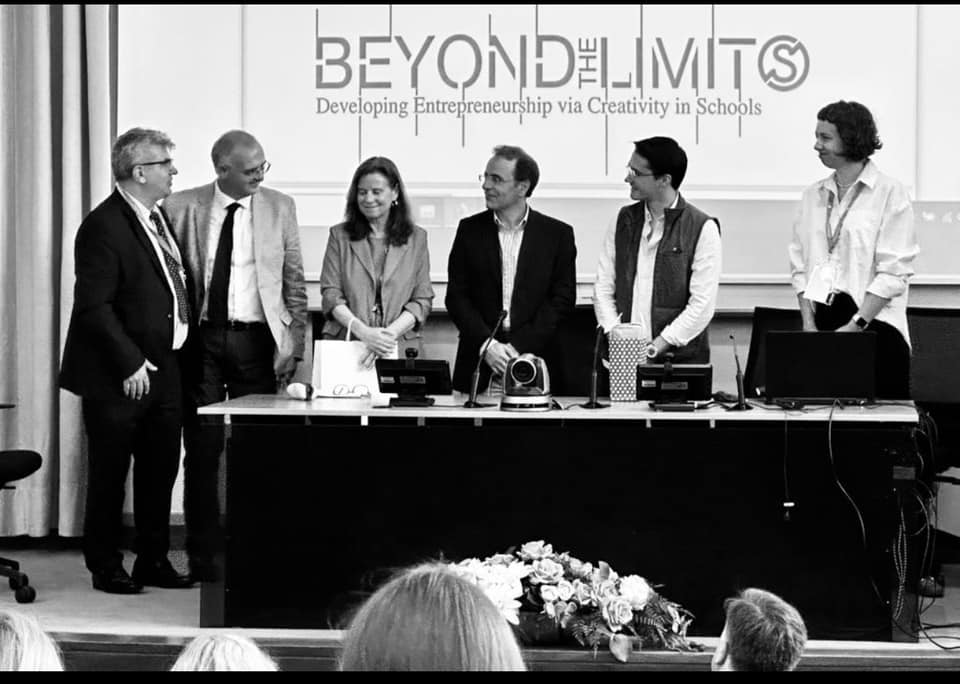 BEYOND THE LIMITS
Developing Entrepreneurship via Creativity in Schools